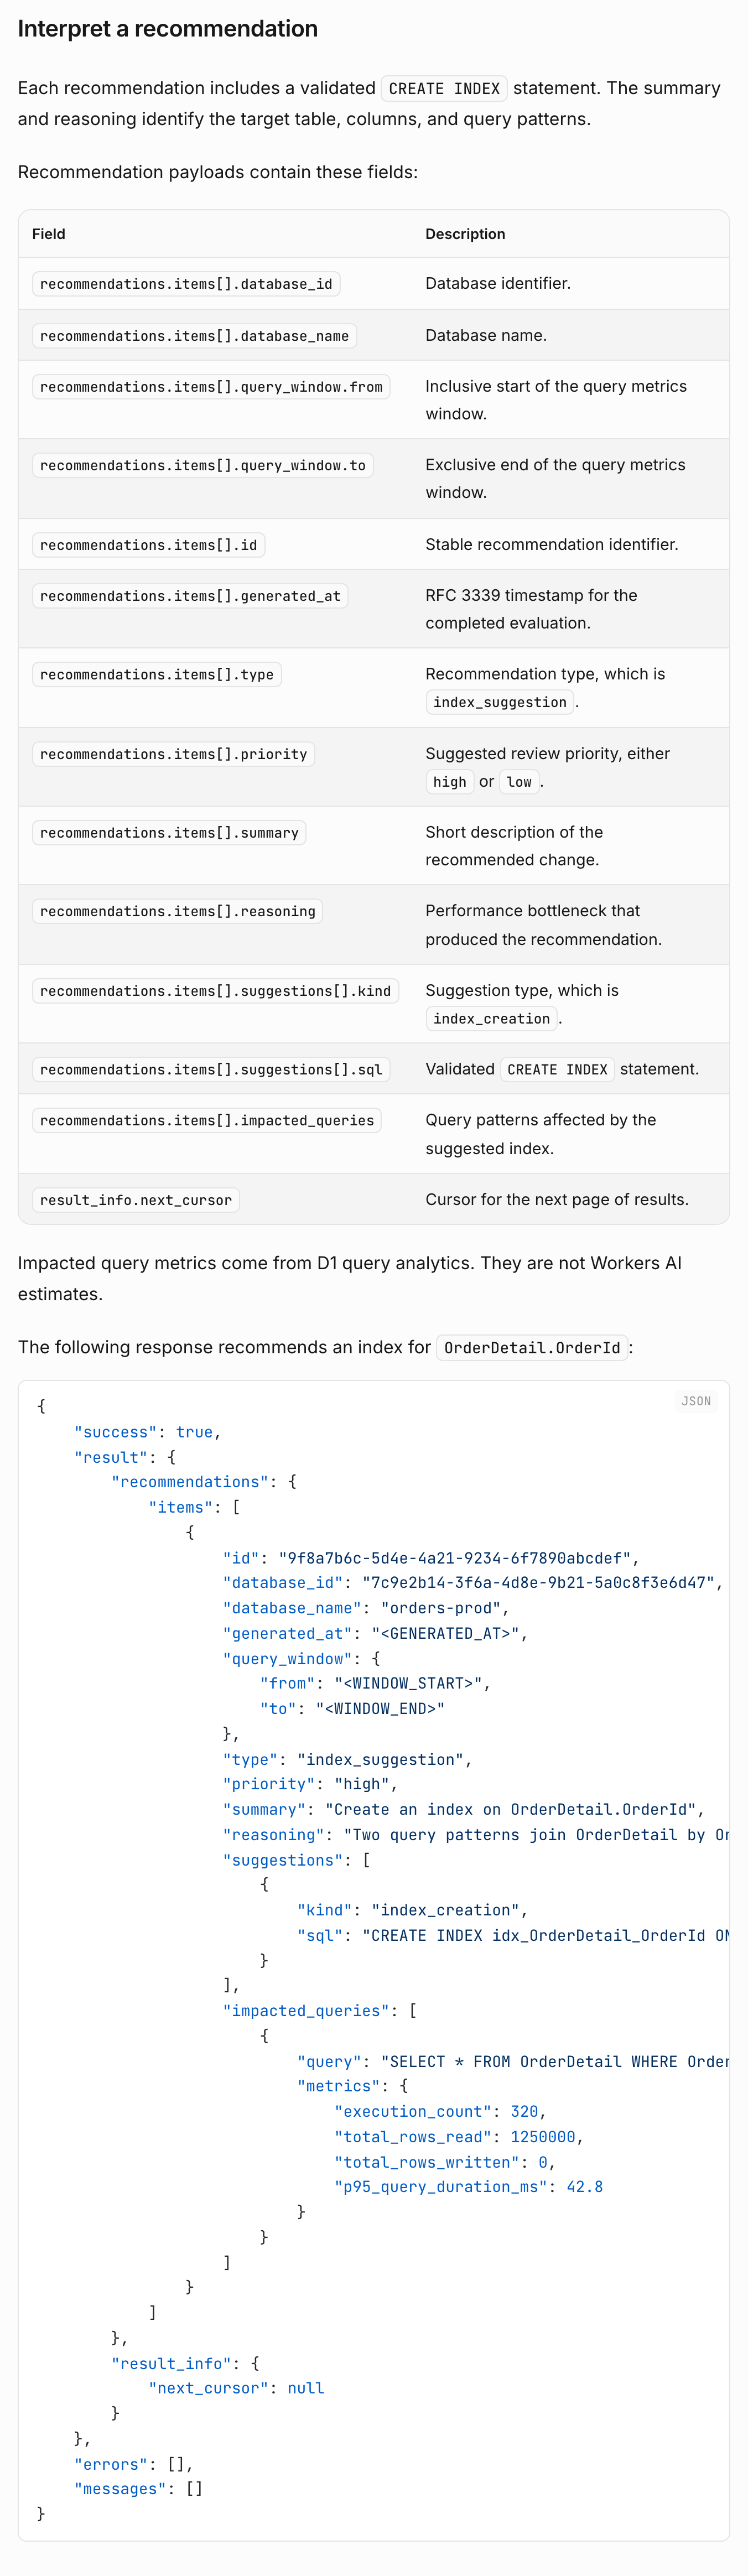 Interpret a recommendation
Each recommendation includes a validated CREATE INDEX statement. The summary
and reasoning identify the target table, columns, and query patterns.
Recommendation payloads contain these fields:
Field Description
recommendations.items[].database_id Database identifier.
recommendations.items[].database_name Database name.
recommendations.items[].query_window.from Inclusive start of the query metrics
window.
recommendations.items[].query_window.to Exclusive end of the query metrics
window.
recommendations.items[].id Stable recommendation identifier.
recommendations.items[].generated_at RFC 3339 timestamp for the
completed evaluation.
recommendations.items[].type Recommendation type, which is
index_suggestion.
recommendations.items[].priority Suggested review priority, either
high or low.
recommendations.items[].summary Short description of the
recommended change.
recommendations.items[].reasoning Performance bottleneck that
produced the recommendation.
recommendations.items[].suggestions[].kind Suggestion type, which is
index_creation.
recommendations.items[].suggestions[].sql Validated CREATE INDEX statement.
recommendations.items[].impacted_queries Query patterns affected by the
suggested index.
result_info.next_cursor Cursor for the next page of results.
Impacted query metrics come from D1 query analytics. They are not Workers AI
estimates.
The following response recommends an index for OrderDetail.OrderId:
JSON
{
    "success": true,
    "result": {
        "recommendations": {
            "items": [
                {
                    "id": "9f8a7b6c-5d4e-4a21-9234-6f7890abcdef",
                    "database_id": "7c9e2b14-3f6a-4d8e-9b21-5a0c8f3e6d47",
                    "database_name": "orders-prod",
                    "generated_at": "<GENERATED_AT>",
                    "query_window": {
                        "from": "<WINDOW_START>",
                        "to": "<WINDOW_END>"
                    },
                    "type": "index_suggestion",
                    "priority": "high",
                    "summary": "Create an index on OrderDetail.OrderId",
                    "reasoning": "Two query patterns join OrderDetail by Or
                    "suggestions": [
                        {
                            "kind": "index_creation",
                            "sql": "CREATE INDEX idx_OrderDetail_OrderId ON
                        }
                    ],
                    "impacted_queries": [
                        {
                            "query": "SELECT * FROM OrderDetail WHERE Order
                            "metrics": {
                                "execution_count": 320,
                                "total_rows_read": 1250000,
                                "total_rows_written": 0,
                                "p95_query_duration_ms": 42.8
                            }
                        }
                    ]
                }
            ]
        },
        "result_info": {
            "next_cursor": null
        }
    },
    "errors": [],
    "messages": []
}